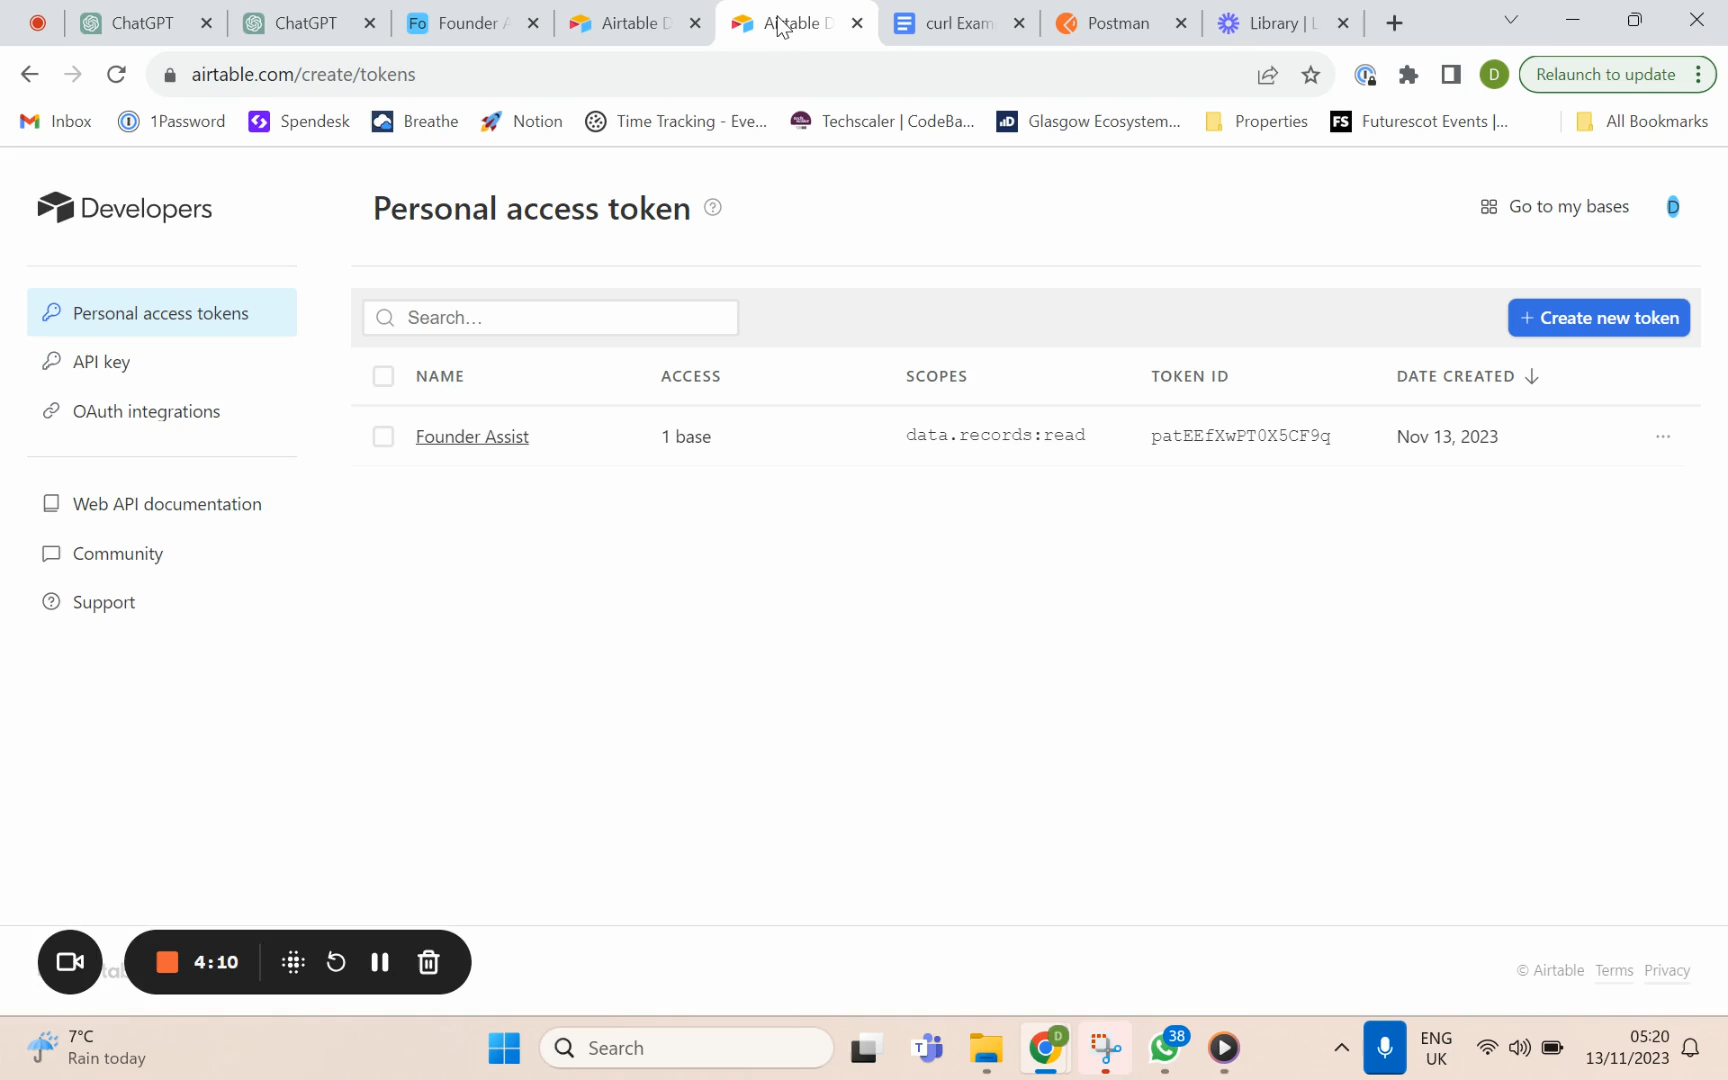 ChatGPT
ChatGPT
Founder A
Airtable D
Airtable D
curl Exam
Postman
Library | L
airtable.com/create/tokens
D
Relaunch to update
Inbox
1Password
Spendesk
Breathe
Notion
Time Tracking - Eve...
Techscaler | CodeBa...
Glasgow Ecosystem...
Properties
FS
Futurescot Events |...
All Bookmarks
Developers
Personal access token
Go to my bases
D
Personal access tokens
API key
OAuth integrations
Web API documentation
Community
Support
Search...
+ Create new token
NAME
ACCESS
SCOPES
TOKEN ID
DATE CREATED
Founder Assist
1 base
data.records:read
patEEfXwPT0X5CF9q
Nov 13, 2023
4:10
© Airtable
Terms
Privacy
7°C
Rain today
Search
D
38
ENG
UK
05:20
13/11/2023